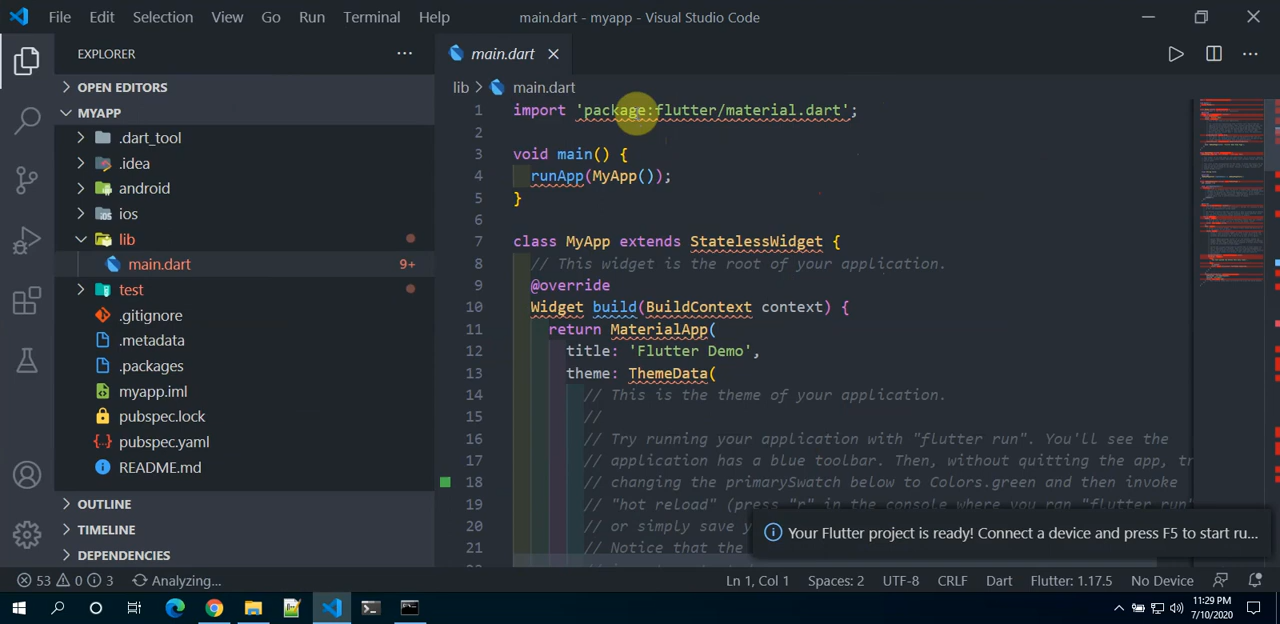 File Edit Selection View Go Run Terminal Help
main.dart - myapp - Visual Studio Code
EXPLORER
OPEN EDITORS
MYAPP
.dart_tool
.idea
android
ios
lib
main.dart 9+
test
.gitignore
.metadata
.packages
myapp.iml
pubspec.lock
pubspec.yaml
README.md
OUTLINE
TIMELINE
DEPENDENCIES
main.dart
lib > main.dart
1 import 'package:flutter/material.dart';
2
3 void main() {
4 runApp(MyApp());
5 }
6
7 class MyApp extends StatelessWidget {
8 // This widget is the root of your application.
9 @override
10 Widget build(BuildContext context) {
11 return MaterialApp(
12 title: 'Flutter Demo',
13 theme: ThemeData(
14 // This is the theme of your application.
15 //
16 // Try running your application with "flutter run". You'll see the
17 // application has a blue toolbar. Then, without quitting the app, tr
18 // changing the primarySwatch below to Colors.green and then invoke
19 // "hot reload" (press "r" in the console where you ran "flutter run"
20 // or simply save y
21 // Notice that the
Your Flutter project is ready! Connect a device and press F5 to start ru...
53 0 3 Analyzing... Ln 1, Col 1 Spaces: 2 UTF-8 CRLF Dart Flutter: 1.17.5 No Device
11:29 PM
7/10/2020